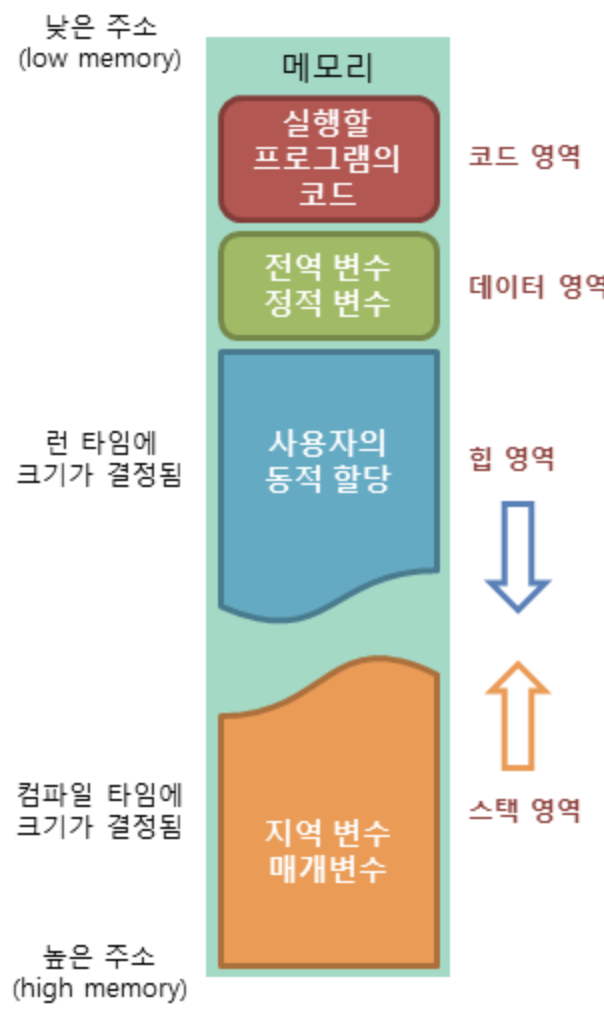 낮은 주소
(low memory)
메모리
실행할
프로그램의
코드
코드 영역
전역 변수
정적 변수
데이터 영역
런 타임에
크기가 결정됨
사용자의
동적 할당
힙 영역
컴파일 타임에
크기가 결정됨
지역 변수
매개변수
스택 영역
높은 주소
(high memory)